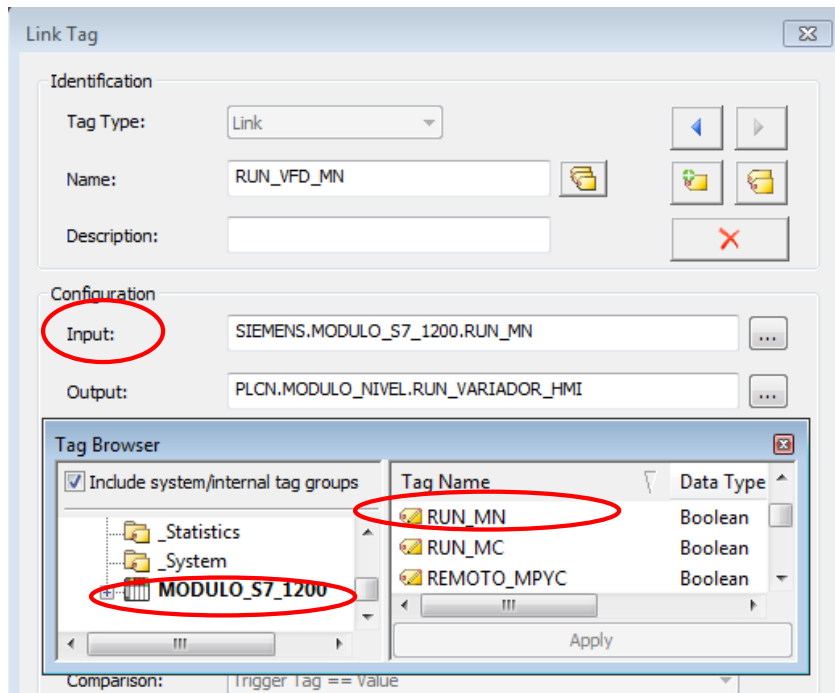 Link Tag
Identification
Tag Type:
Link
Name:
RUN_VFD_MN
Description:
Configuration
Input:
SIEMENS.MODULO_S7_1200.RUN_MN
...
Output:
PLCN.MODULO_NIVEL.RUN_VARIADOR_HMI
...
Tag Browser
Include system/internal tag groups
_Statistics
_System
MODULO_S7_1200
Tag Name Data Type
RUN_MN Boolean
RUN_MC Boolean
REMOTO_MPYC Boolean
Apply
Comparison:
Trigger Tag == Value